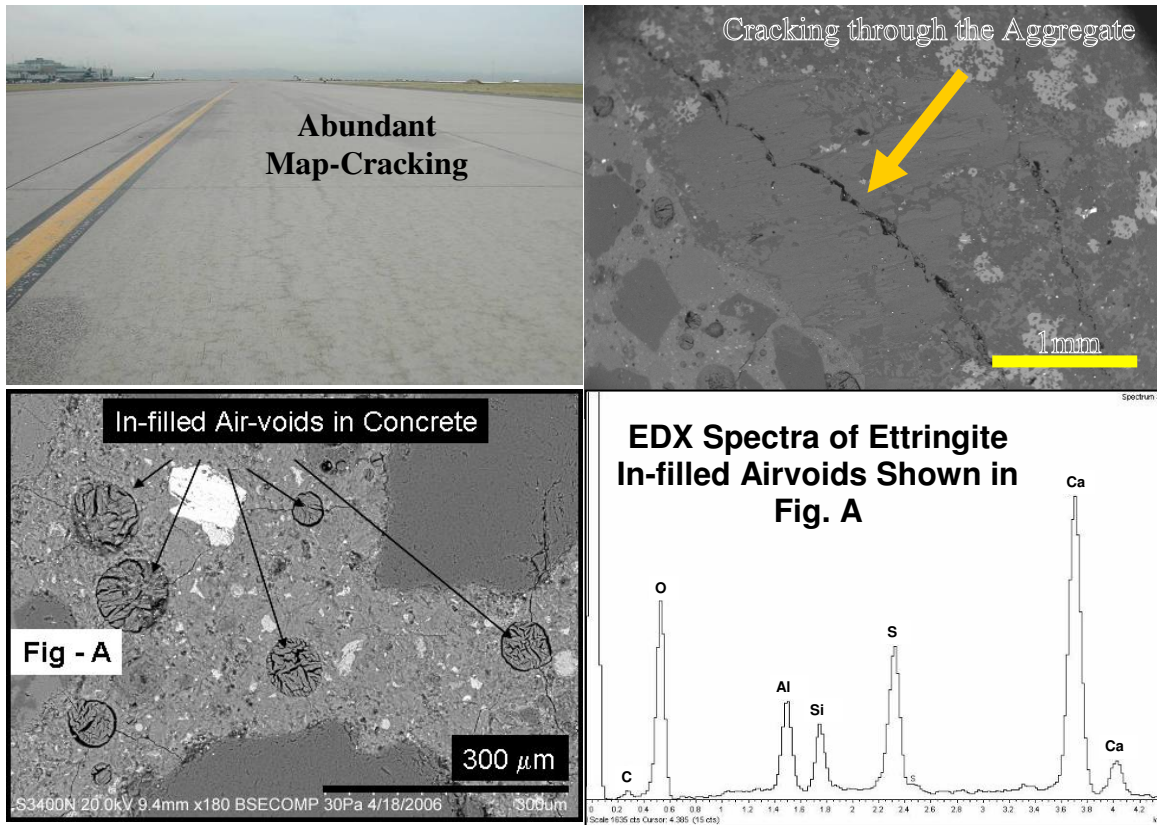 Abundant
Map-Cracking
Cracking through the Aggregate
1mm
In-filled Air-voids in Concrete
Fig - A
300 μm
S3400N 20.0kV 9.4mm x180 BSECOMP 30Pa 4/18/2006
300um
Spectrum
EDX Spectra of Ettringite
In-filled Airvoids Shown in
Fig. A
Ca
O
S
Al
Si
C
Ca
S
0.2 0.4 0.6 0.8 1 1.2 1.4 1.6 1.8 2 2.2 2.4 2.6 2.8 3 3.2 3.4 3.6 3.8 4 4.2
Scale 1635 cts Cursor: 4.385 (15 cts)